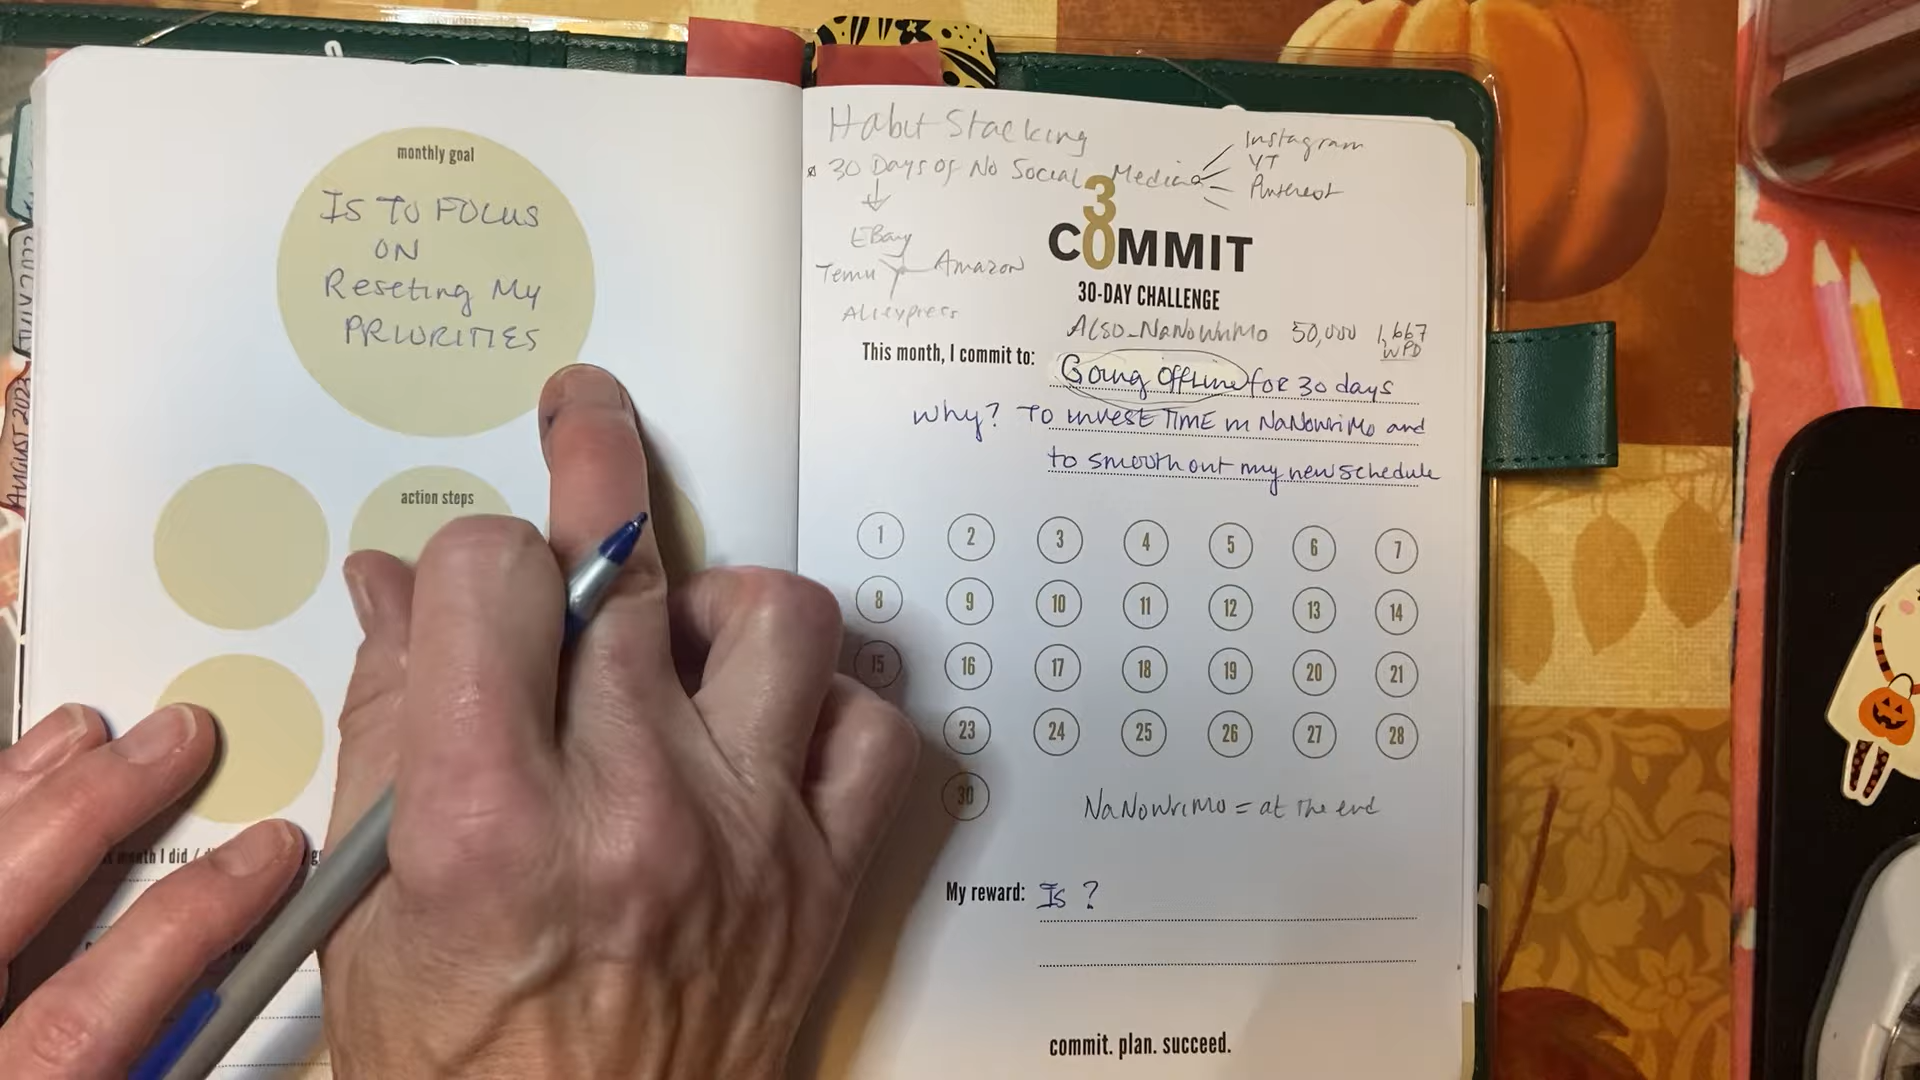 monthly goal
Is TO FOCUS
ON
Reseting My
PRIORITIES
action steps
month I did /
AUGUST 202
Habit Stacking
30 Days of No Social Media
Instagram
YT
Pinterest
EBay
Temu
Amazon
Aliexpress
30
COMMIT
30-DAY CHALLENGE
Also-NaNoWriMo 50,000 1,667
WPD
This month, I commit to: Going OffLine for 30 days
Why? To invest TIME in NaNoWriMo and
to smooth out my new schedule
1 2 3 4 5 6 7
8 9 10 11 12 13 14
15 16 17 18 19 20 21
23 24 25 26 27 28
30
NaNoWriMo = at the end
My reward: Is ?
commit. plan. succeed.